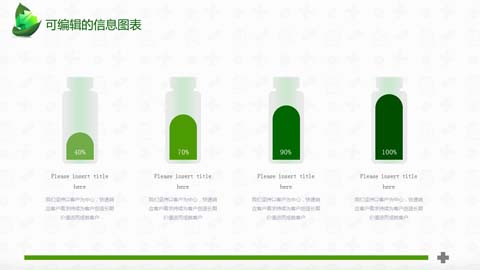 可编辑的信息图表
40%
70%
90%
100%
Please insert title
here
我们坚持以客户为中心，快速响
应客户需求持续为客户创造长期
价值进而成就客户
Please insert title
here
我们坚持以客户为中心，快速响
应客户需求持续为客户创造长期
价值进而成就客户
Please insert title
here
我们坚持以客户为中心，快速响
应客户需求持续为客户创造长期
价值进而成就客户
Please insert title
here
我们坚持以客户为中心，快速响
应客户需求持续为客户创造长期
价值进而成就客户